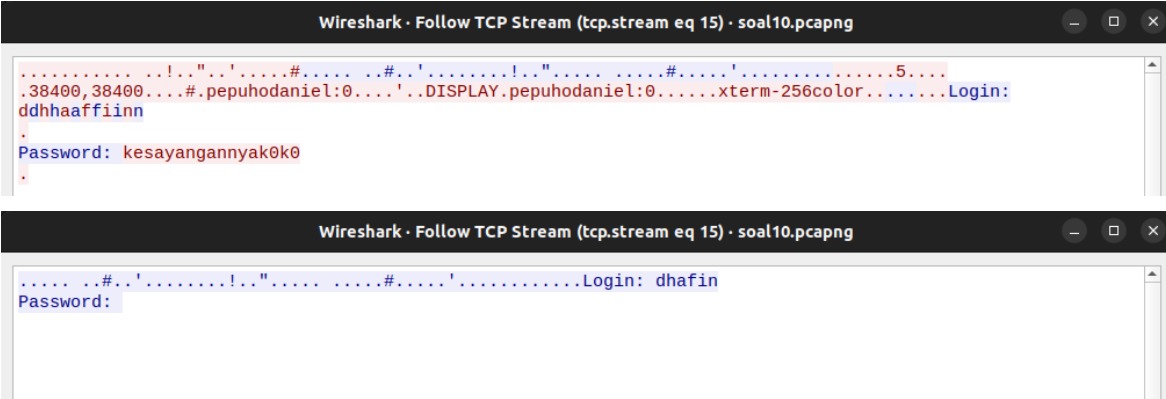 Wireshark · Follow TCP Stream (tcp.stream eq 15) · soal10.pcapng
........... ..!.."..'.....#..... ..#..'........!.."..... .....#.....'...............5....
.38400,38400....#.pepuhodaniel:0....'..DISPLAY.pepuhodaniel:0......xterm-256color........Login:
ddhhaaffiinn
.
Password: kesayangannyak0k0
.
Wireshark · Follow TCP Stream (tcp.stream eq 15) · soal10.pcapng
..... ..#..'........!.."..... .....#.....'............Login: dhafin
Password: